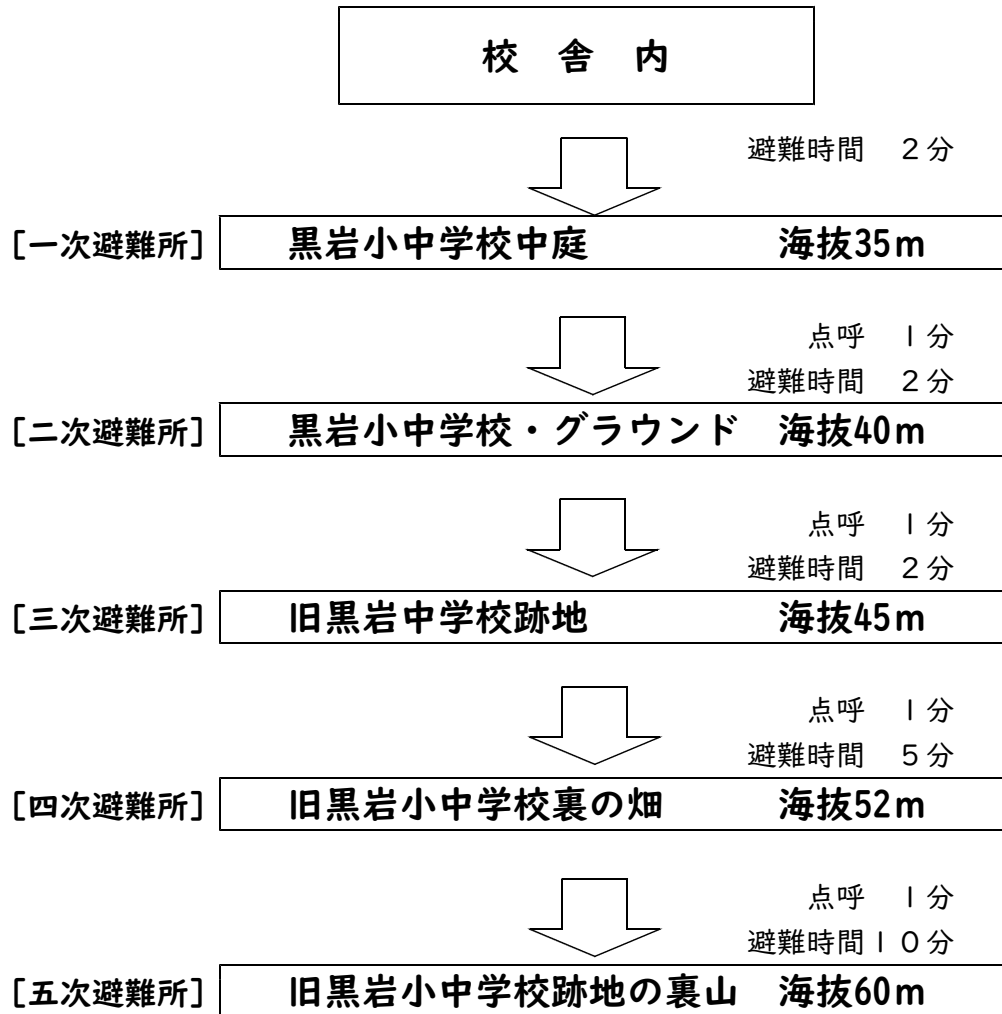 校 舎 内
避難時間 2分
[一次避難所] 黒岩小中学校中庭 海抜35m
点呼 1分
避難時間 2分
[二次避難所] 黒岩小中学校・グラウンド 海抜40m
点呼 1分
避難時間 2分
[三次避難所] 旧黒岩中学校跡地 海抜45m
点呼 1分
避難時間 5分
[四次避難所] 旧黒岩小中学校裏の畑 海抜52m
点呼 1分
避難時間10分
[五次避難所] 旧黒岩小中学校跡地の裏山 海抜60m